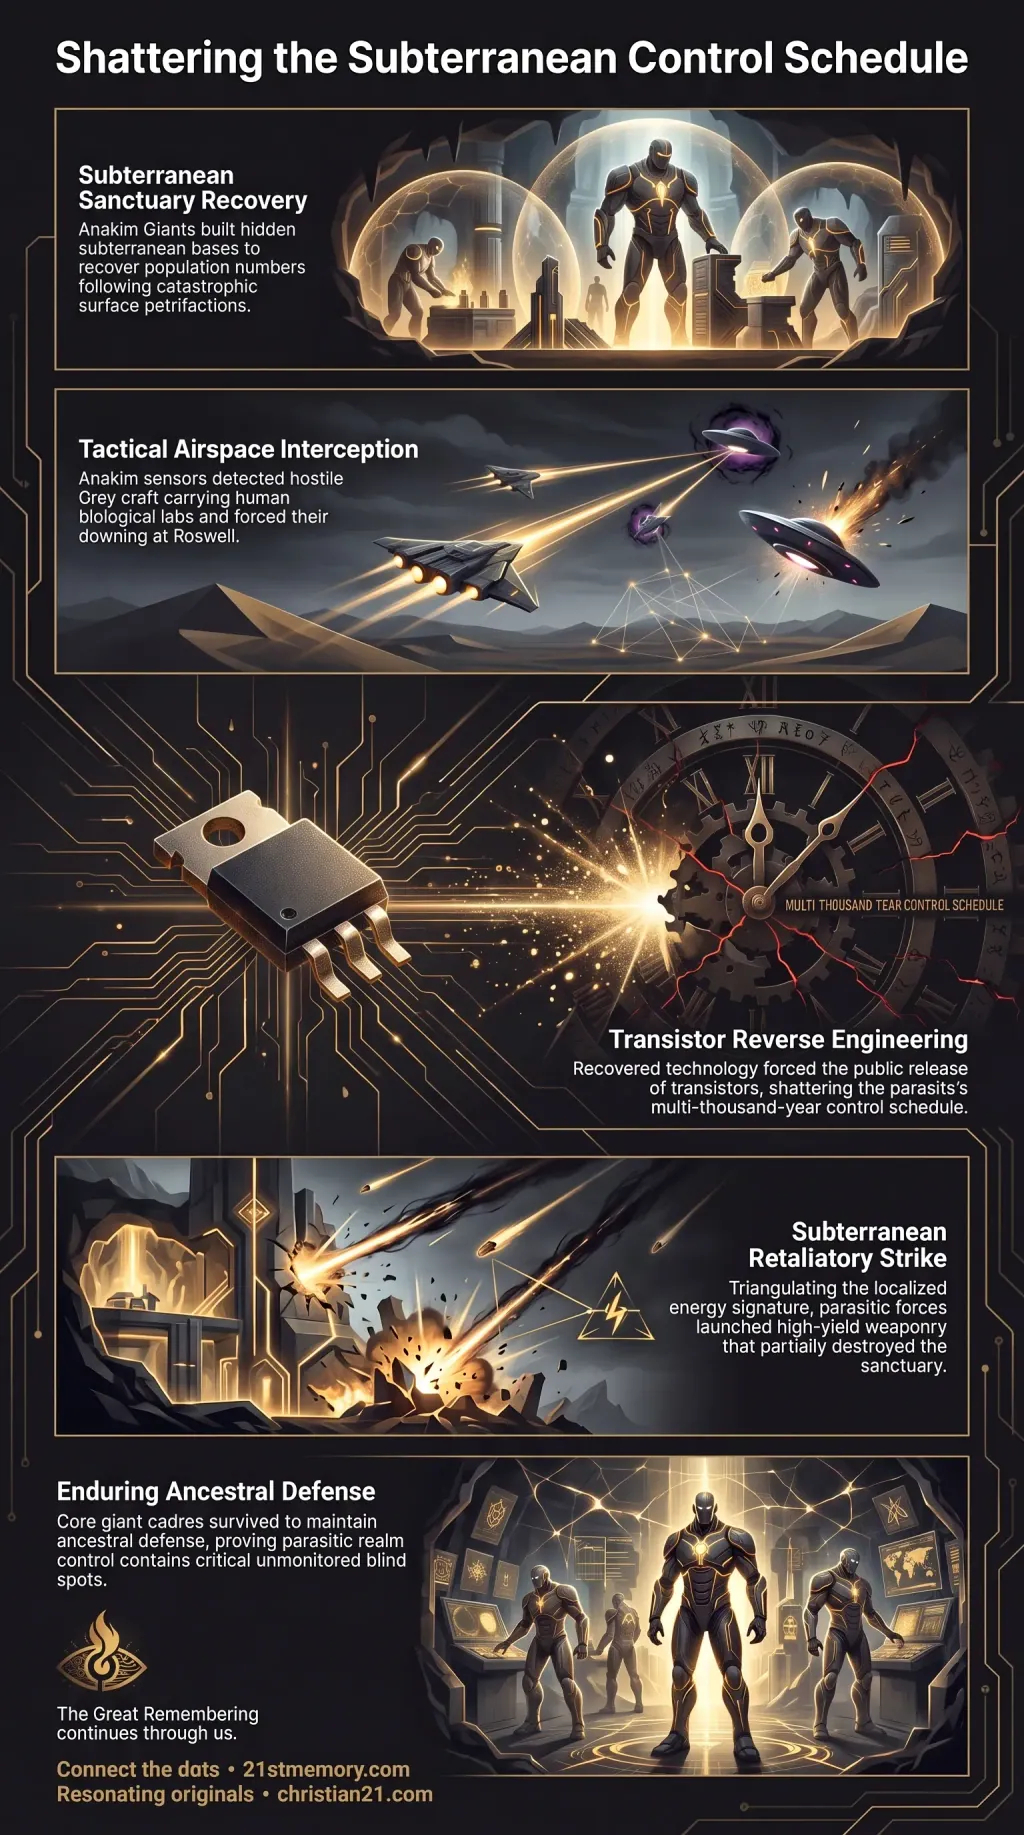 Shattering the Subterranean Control Schedule
Subterranean
Sanctuary Recovery
Anakim Giants built hidden
subterranean bases to
recover population numbers
following catastrophic
surface petrifactions.
Tactical Airspace Interception
Anakim sensors detected hostile
Grey craft carrying human
blological labs and forced their
downing at Roswell.
XII
I
II
MULTI THOUSAND TEAR CONTROL SCHEDULE
Transistor Reverse Engineering
Recovered technology forced the public release
of transistors, shattering the parasits's
multi-thousand-year control schedule.
Subterranean
Retaliatory Strike
Triangulating the localized
energy signature, parasitic forces
launched high-yield weaponry
that partially destroyed the
sanctuary.
Enduring Ancestral Defense
Core giant cadres survived to maintain
ancestral defense, proving parasitic realm
control contains critical unmonitored blind
spots.
The Great Remembering
continues through us.
Connect the dats • 21stmemory.com
Resonating originals • christian21.com